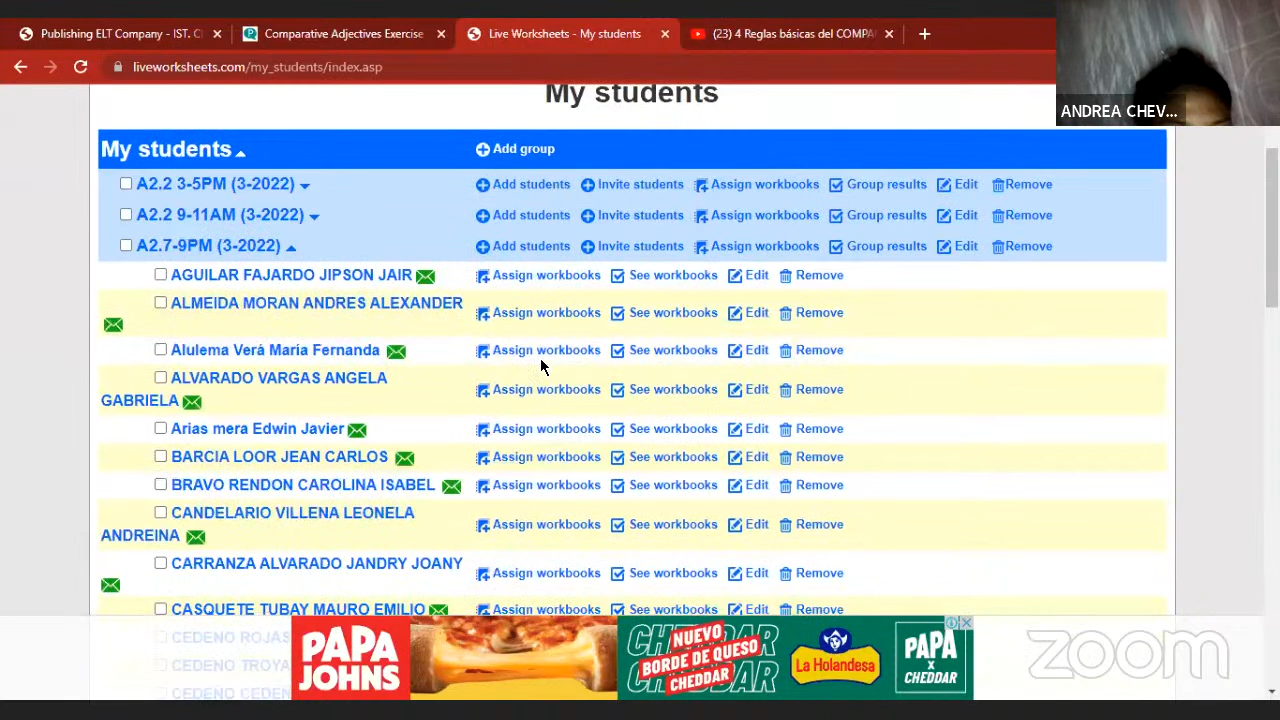 Publishing ELT Company - IST. C
Comparative Adjectives Exercise
Live Worksheets - My students
(23) 4 Reglas básicas del COMPA
liveworksheets.com/my_students/index.asp
ANDREA CHEV...
My students
My students Add group
A2.2 3-5PM (3-2022) Add students Invite students Assign workbooks Group results Edit Remove
A2.2 9-11AM (3-2022) Add students Invite students Assign workbooks Group results Edit Remove
A2.7-9PM (3-2022) Add students Invite students Assign workbooks Group results Edit Remove
AGUILAR FAJARDO JIPSON JAIR Assign workbooks See workbooks Edit Remove
ALMEIDA MORAN ANDRES ALEXANDER Assign workbooks See workbooks Edit Remove
Alulema Verá María Fernanda Assign workbooks See workbooks Edit Remove
ALVARADO VARGAS ANGELA
GABRIELA Assign workbooks See workbooks Edit Remove
Arias mera Edwin Javier Assign workbooks See workbooks Edit Remove
BARCIA LOOR JEAN CARLOS Assign workbooks See workbooks Edit Remove
BRAVO RENDON CAROLINA ISABEL Assign workbooks See workbooks Edit Remove
CANDELARIO VILLENA LEONELA
ANDREINA Assign workbooks See workbooks Edit Remove
CARRANZA ALVARADO JANDRY JOANY Assign workbooks See workbooks Edit Remove
CASQUETE TUBAY MAURO EMILIO Assign workbooks See workbooks Edit Remove
CEDENO ROJAS
CEDENO TROYA
CEDENO CEDEN
PAPA
JOHNS
CHEDDAR
NUEVO
BORDE DE QUESO
CHEDDAR
CHEDDAR
La Holandesa
PAPA
X
CHEDDAR
zoom